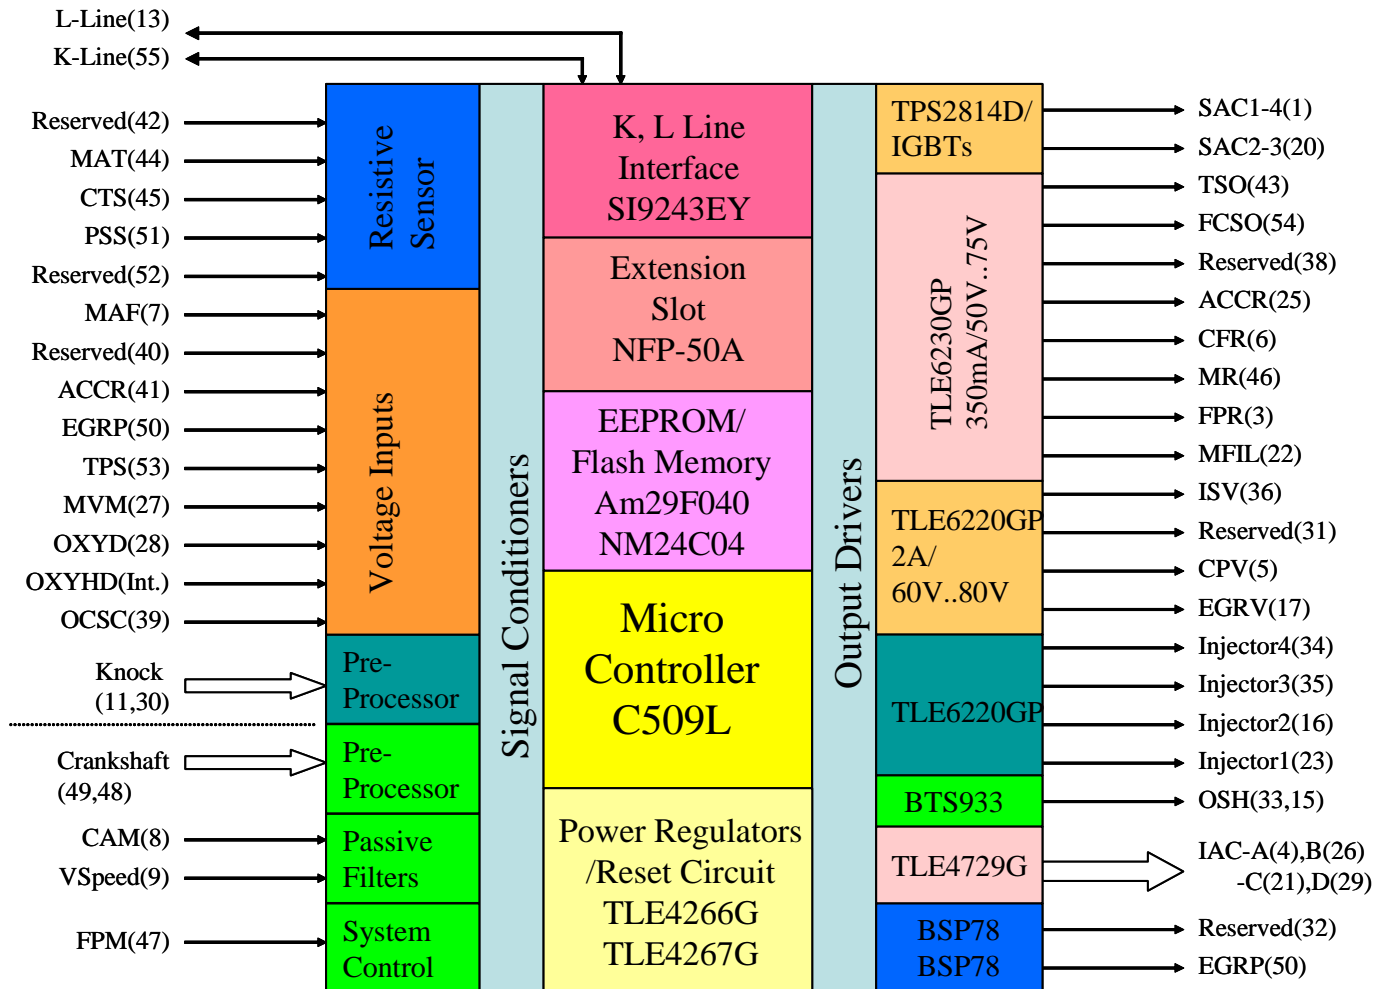 L-Line(13)
K-Line(55)
Reserved(42)
MAT(44)
CTS(45)
PSS(51)
Reserved(52)
MAF(7)
Reserved(40)
ACCR(41)
EGRP(50)
TPS(53)
MVM(27)
OXYD(28)
OXYHD(Int.)
OCSC(39)
Knock
(11,30)
Crankshaft
(49,48)
CAM(8)
VSpeed(9)
FPM(47)
Resistive
Sensor
Voltage Inputs
Pre-
Processor
Pre-
Processor
Passive
Filters
System
Control
Signal Conditioners
K, L Line
Interface
SI9243EY
Extension
Slot
NFP-50A
EEPROM/
Flash Memory
Am29F040
NM24C04
Micro
Controller
C509L
Power Regulators
/Reset Circuit
TLE4266G
TLE4267G
Output Drivers
TPS2814D/
IGBTs
TLE6230GP
350mA/50V..75V
TLE6220GP
2A/
60V..80V
TLE6220GP
BTS933
TLE4729G
BSP78
BSP78
SAC1-4(1)
SAC2-3(20)
TSO(43)
FCSO(54)
Reserved(38)
ACCR(25)
CFR(6)
MR(46)
FPR(3)
MFIL(22)
ISV(36)
Reserved(31)
CPV(5)
EGRV(17)
Injector4(34)
Injector3(35)
Injector2(16)
Injector1(23)
OSH(33,15)
IAC-A(4),B(26)
-C(21),D(29)
Reserved(32)
EGRP(50)